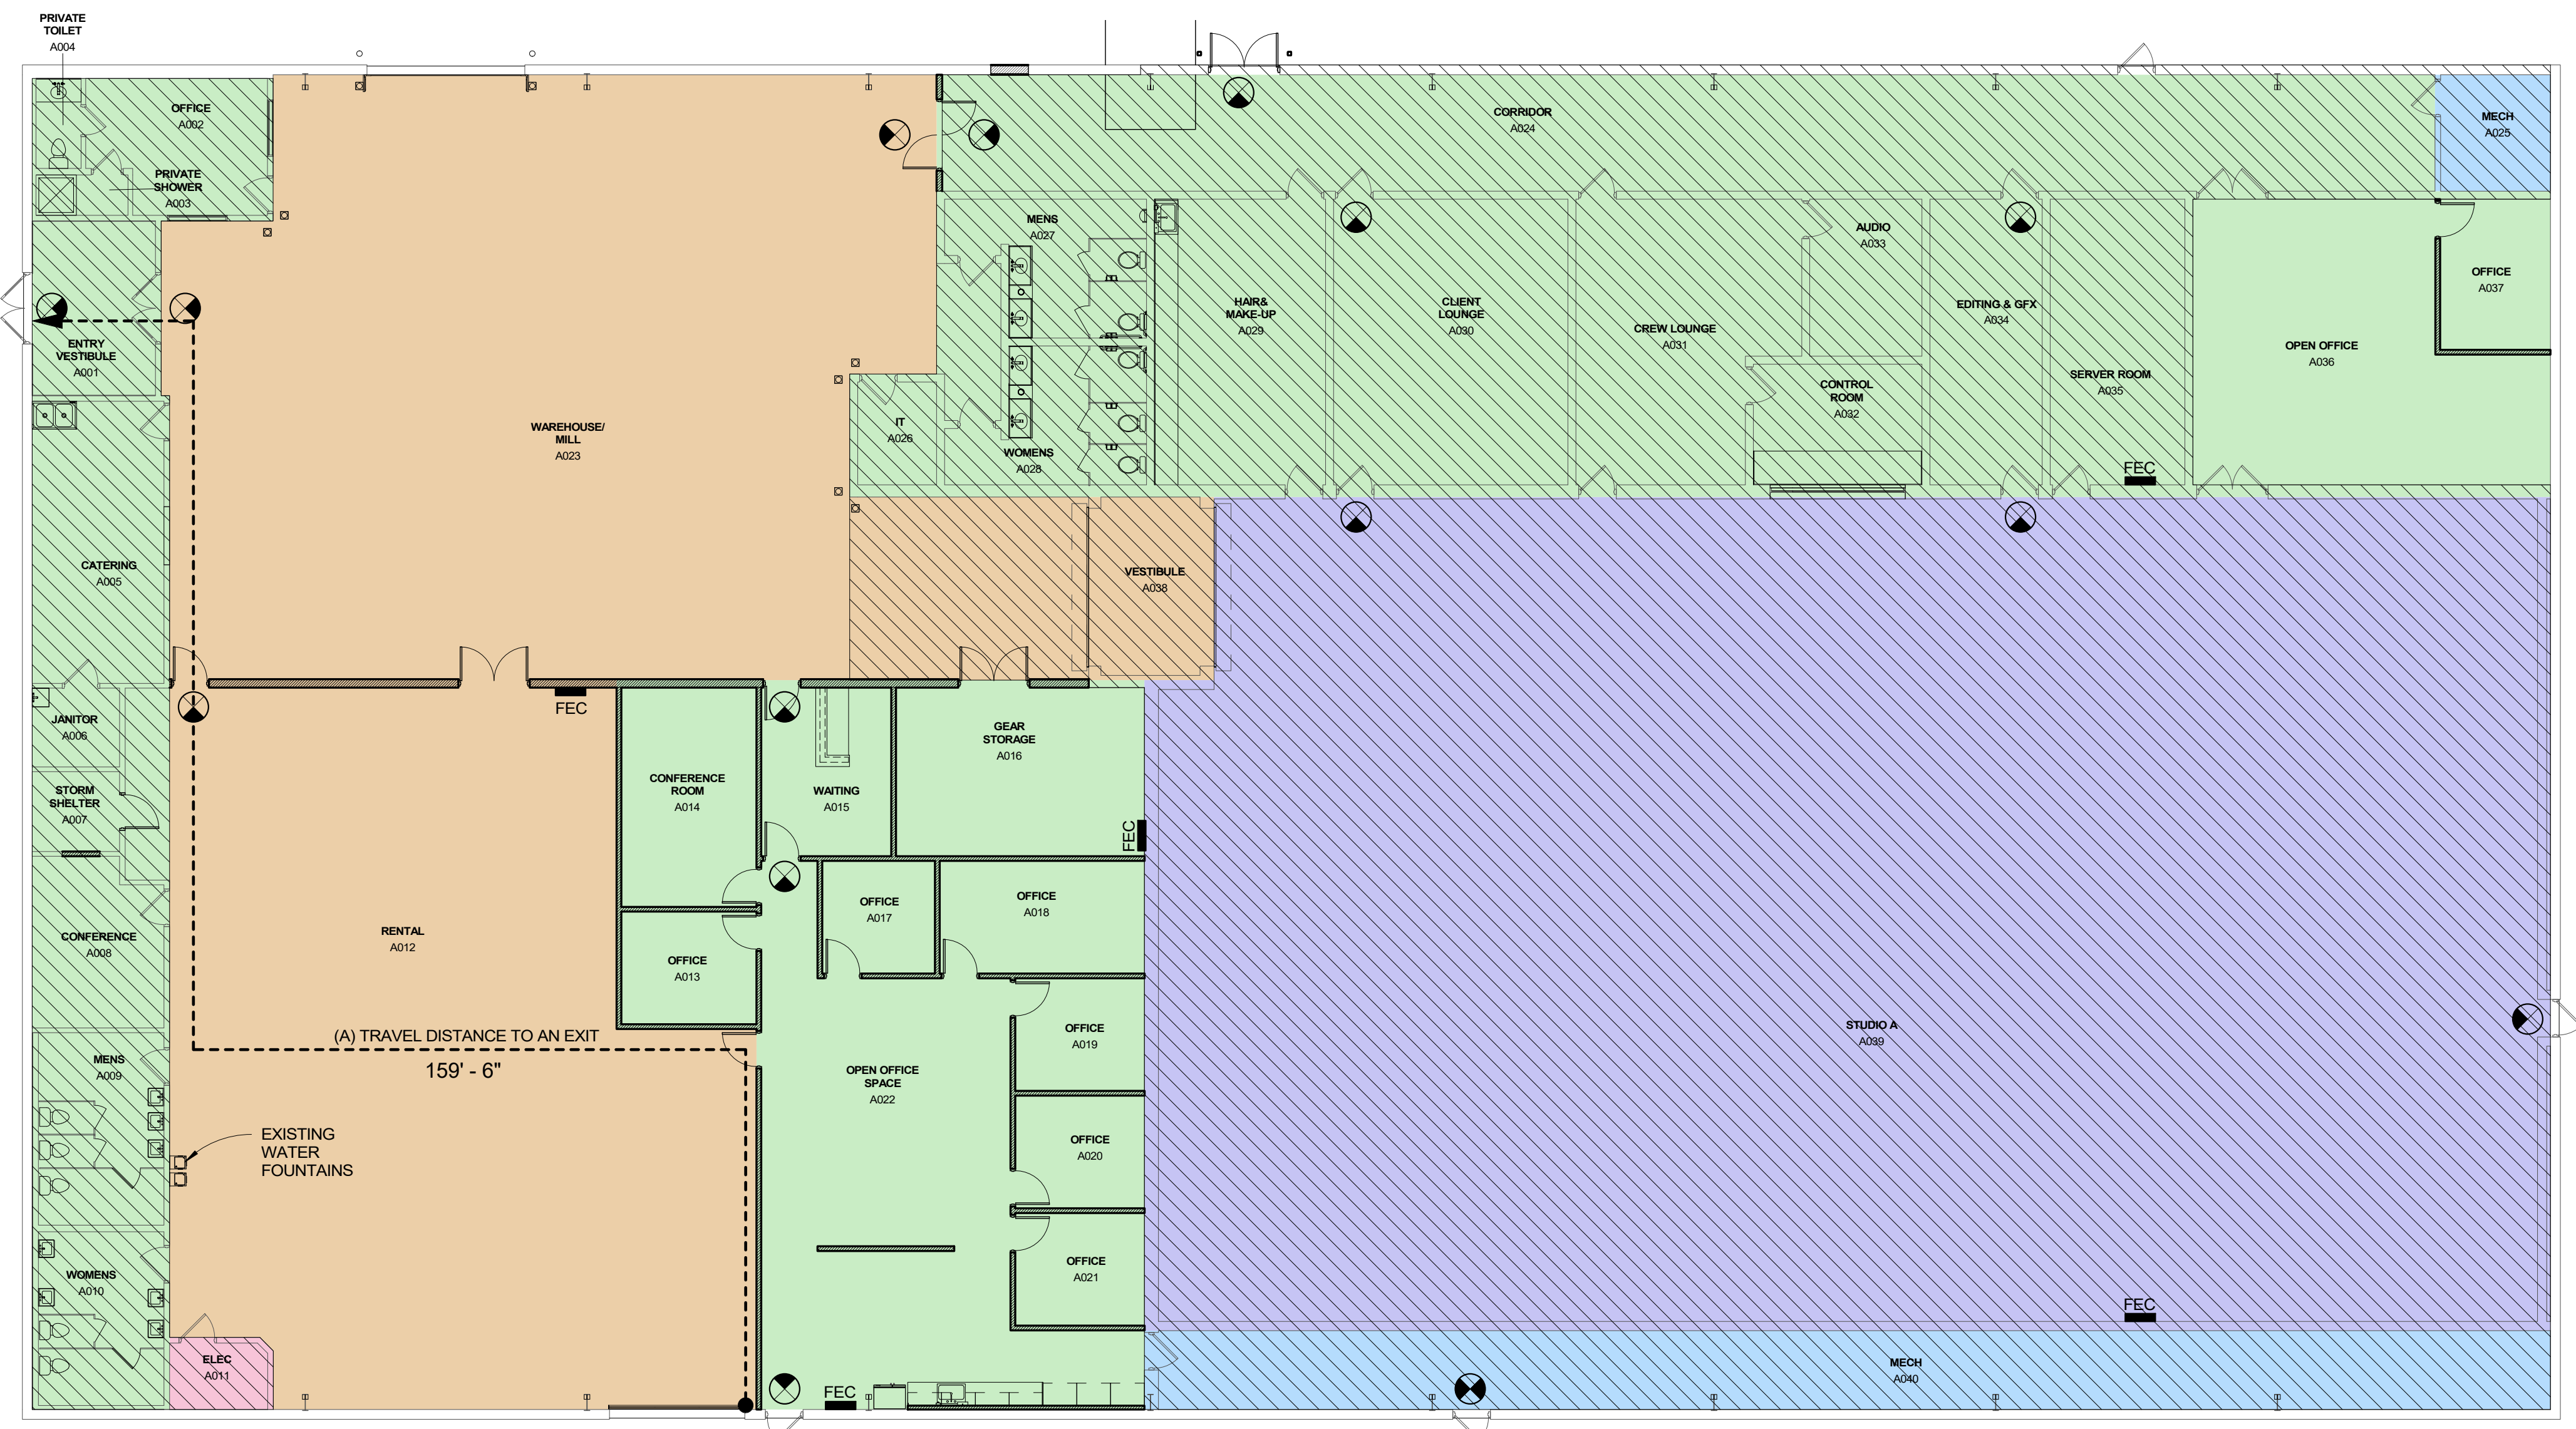 PRIVATE
TOILET
A004
OFFICE
A002
PRIVATE
SHOWER
A003
ENTRY
VESTIBULE
A001
CATERING
A005
JANITOR
A006
STORM
SHELTER
A007
CONFERENCE
A008
MENS
A009
WOMENS
A010
ELEC
A011
WAREHOUSE/
MILL
A023
FEC
RENTAL
A012
(A) TRAVEL DISTANCE TO AN EXIT
159' - 6"
EXISTING
WATER
FOUNTAINS
CONFERENCE
ROOM
A014
OFFICE
A013
WAITING
A015
GEAR
STORAGE
A016
FEC
OFFICE
A017
OFFICE
A018
OFFICE
A019
OPEN OFFICE
SPACE
A022
OFFICE
A020
OFFICE
A021
FEC
CORRIDOR
A024
MECH
A025
MENS
A027
IT
A026
WOMENS
A028
HAIR&
MAKE-UP
A029
CLIENT
LOUNGE
A030
CREW LOUNGE
A031
AUDIO
A033
CONTROL
ROOM
A032
EDITING & GFX
A034
SERVER ROOM
A035
FEC
OPEN OFFICE
A036
OFFICE
A037
VESTIBULE
A038
STUDIO A
A039
FEC
MECH
A040